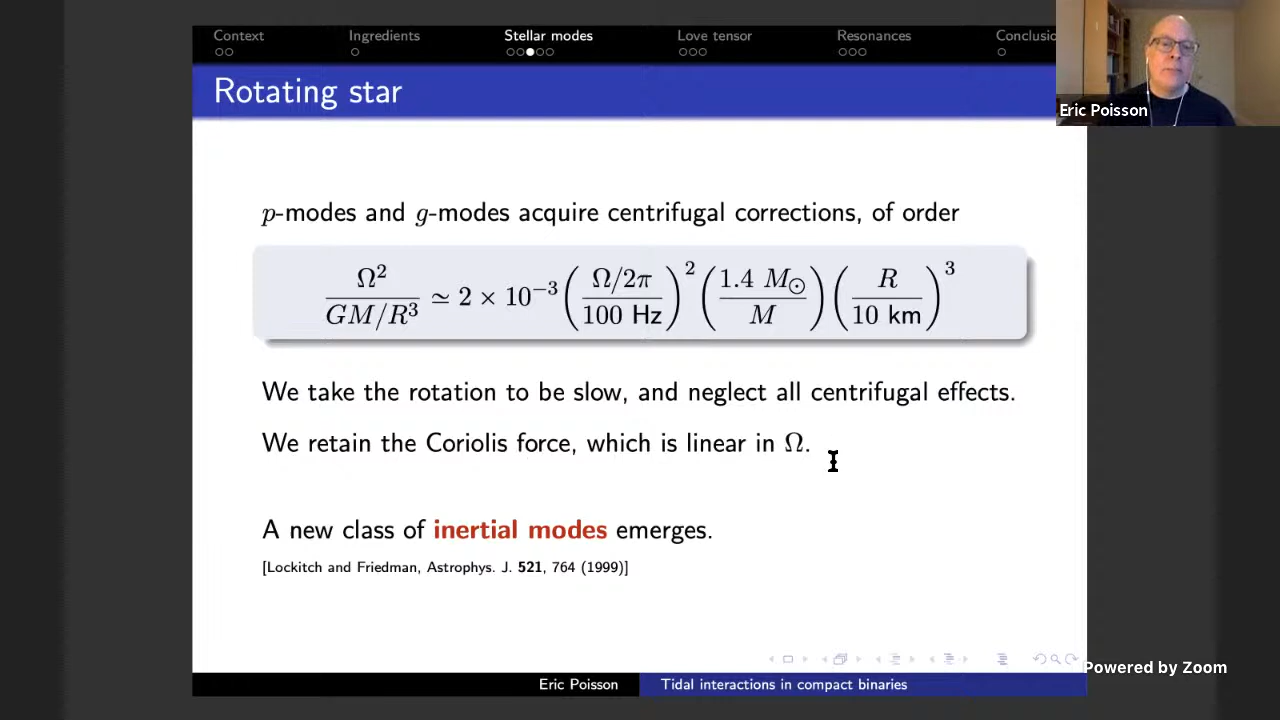 Context Ingredients Stellar modes Love tensor Resonances Conclusio
Rotating star
Eric Poisson
p-modes and g-modes acquire centrifugal corrections, of order
Ω²/GM/R³ ≃ 2 × 10⁻³ (Ω/2π / 100 Hz)² (1.4 M⊙ / M) (R / 10 km)³
We take the rotation to be slow, and neglect all centrifugal effects.
We retain the Coriolis force, which is linear in Ω.
A new class of inertial modes emerges.
[Lockitch and Friedman, Astrophys. J. 521, 764 (1999)]
Powered by Zoom
Eric Poisson Tidal interactions in compact binaries